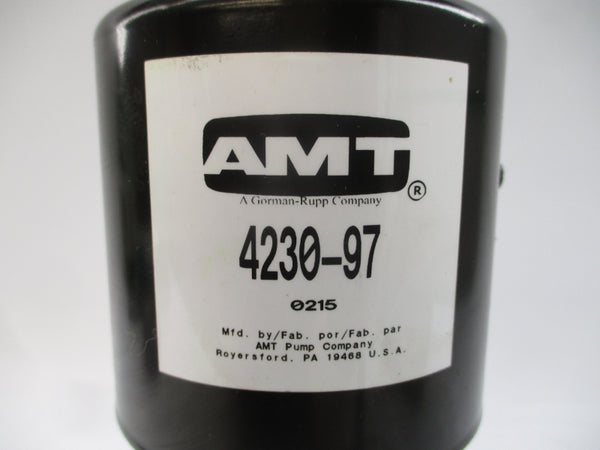 AMT
®
A Gorman-Rupp Company
4230-97
0215
Mfd. by/Fab. por/Fab. par
AMT Pump Company
Royersford, PA 19468 U.S.A.